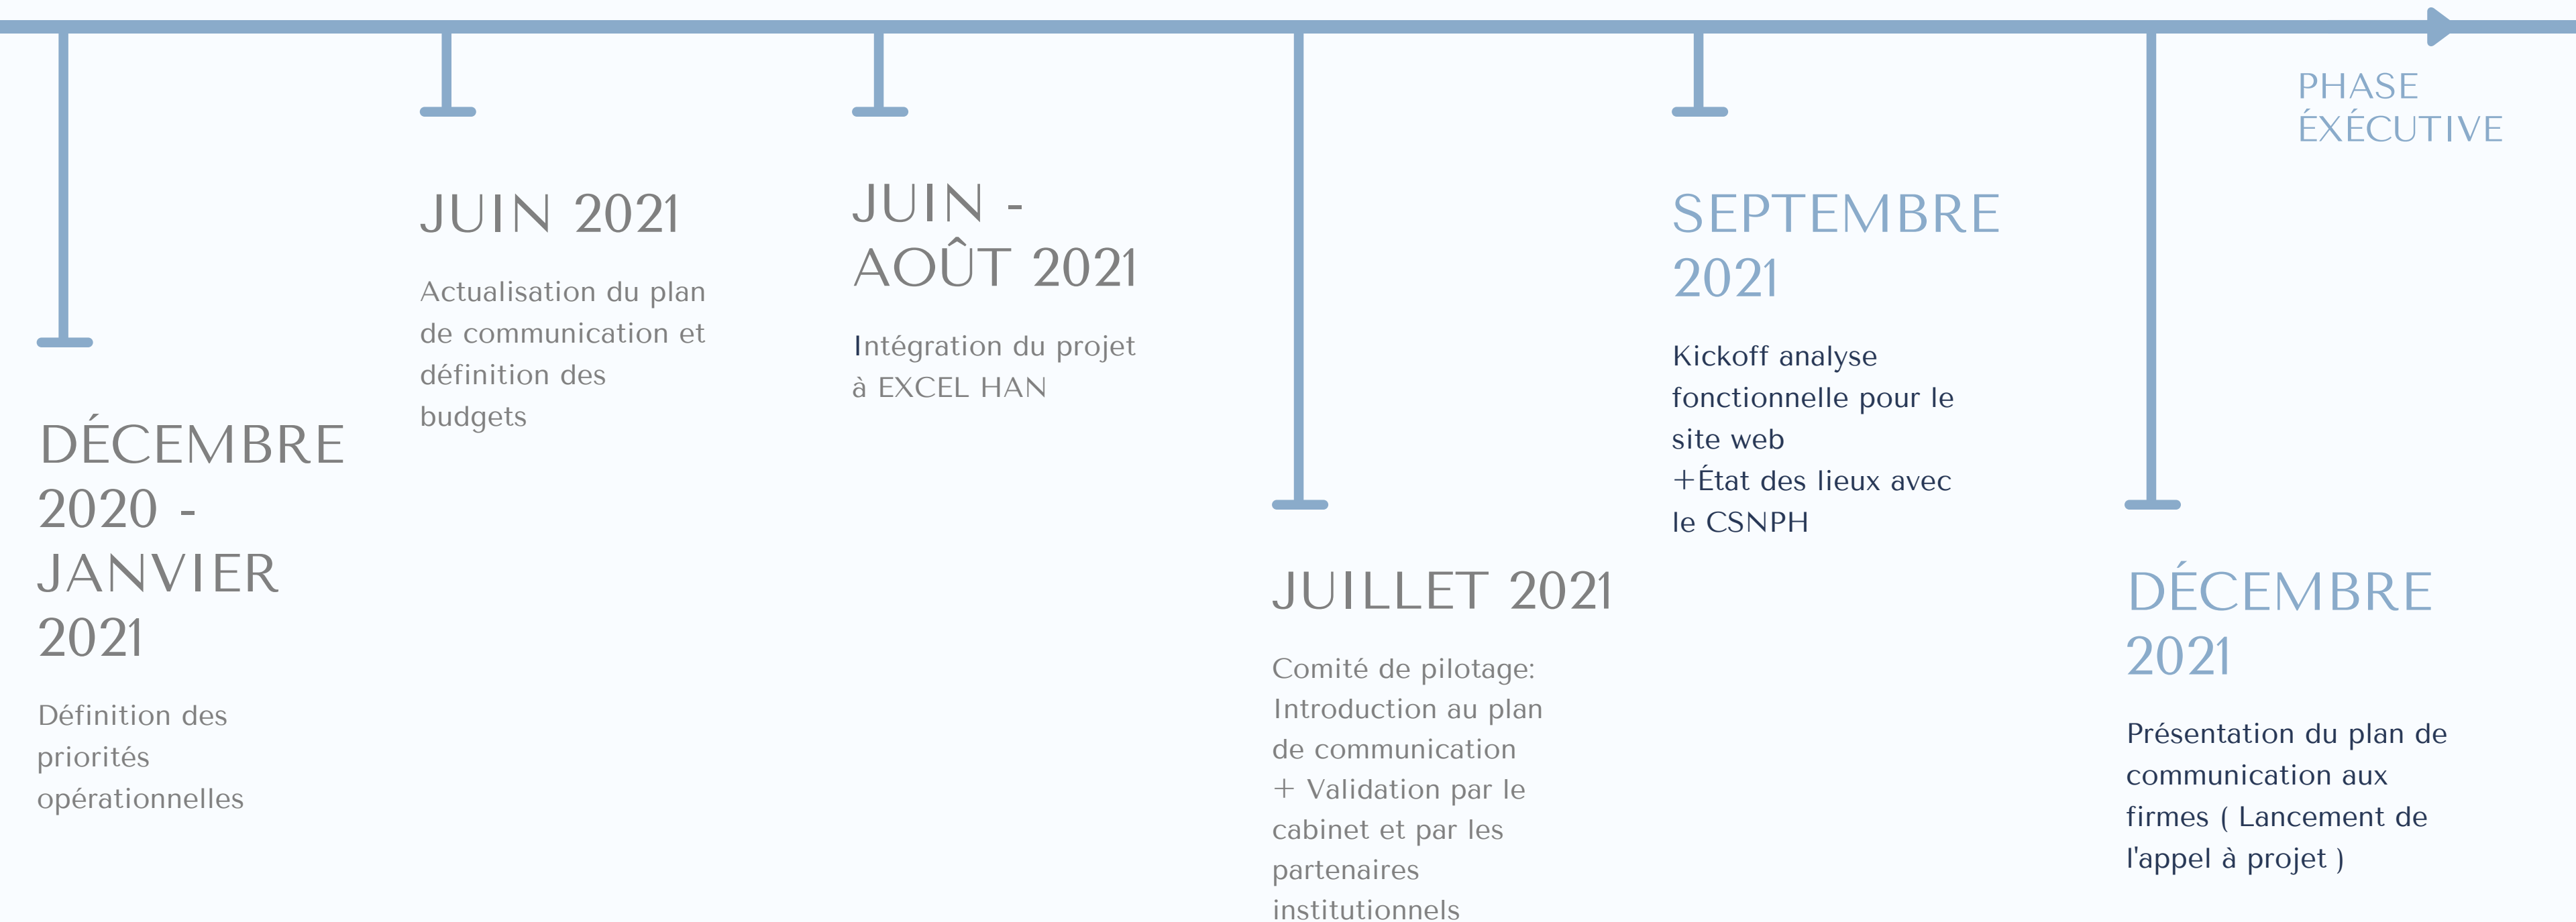 PHASE
ÉXÉCUTIVE
DÉCEMBRE
2020 -
JANVIER
2021
Définition des
priorités
opérationnelles
JUIN 2021
Actualisation du plan
de communication et
définition des
budgets
JUIN -
AOÛT 2021
Intégration du projet
à EXCEL HAN
JUILLET 2021
Comité de pilotage:
Introduction au plan
de communication
+ Validation par le
cabinet et par les
partenaires
institutionnels
SEPTEMBRE
2021
Kickoff analyse
fonctionnelle pour le
site web
+État des lieux avec
le CSNPH
DÉCEMBRE
2021
Présentation du plan de
communication aux
firmes ( Lancement de
l'appel à projet )